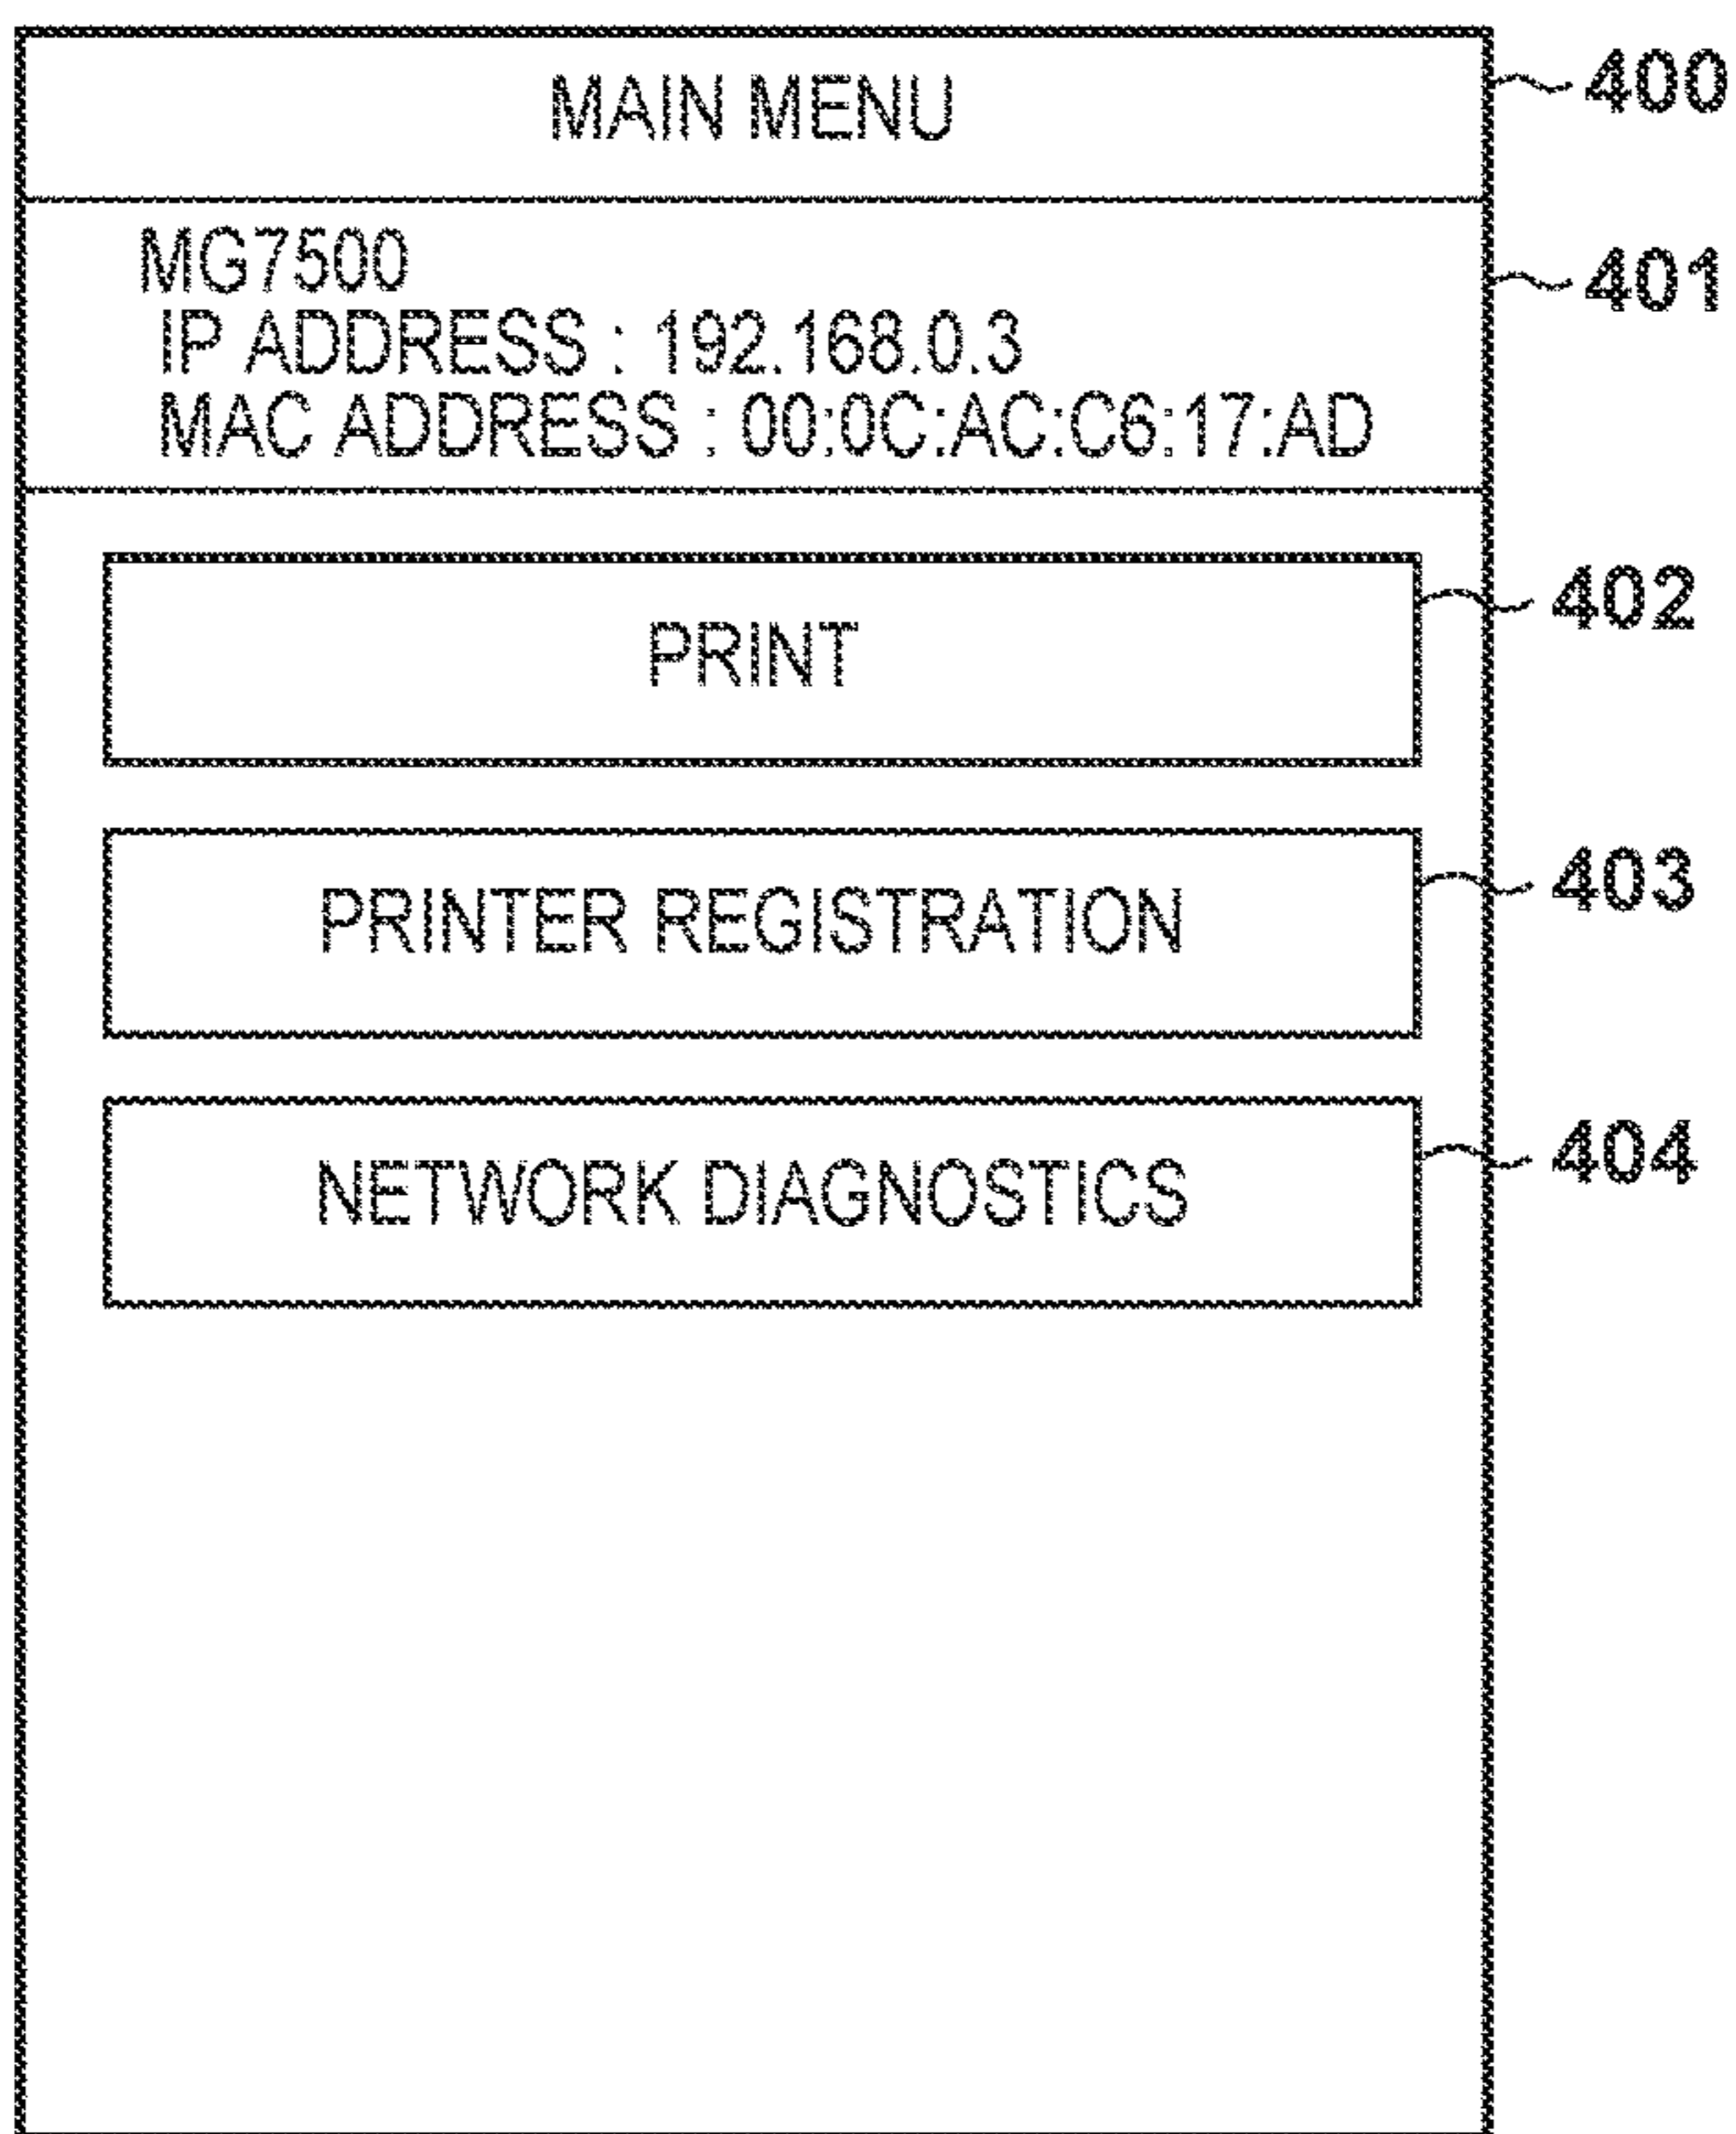 MAIN MENU
400
MG7500
401
IP ADDRESS : 192.168.0.3
MAC ADDRESS : 00:0C:AC:C6:17:AD
PRINT
402
PRINTER REGISTRATION
403
NETWORK DIAGNOSTICS
404